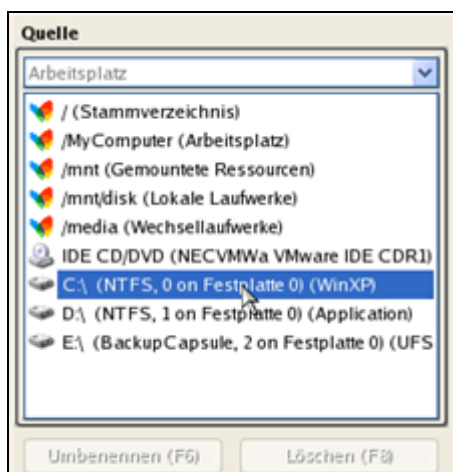 Quelle
Arbeitsplatz
/ (Stammverzeichnis)
/MyComputer (Arbeitsplatz)
/mnt (Gemountete Ressourcen)
/mnt/disk (Lokale Laufwerke)
/media (Wechsellaufwerke)
IDE CD/DVD (NECVMWa VMware IDE CDR1)
C:\ (NTFS, 0 on Festplatte 0) (WinXP)
D:\ (NTFS, 1 on Festplatte 0) (Application)
E:\ (BackupCapsule, 2 on Festplatte 0) (UFS
Umbenennen (F6)
Löschen (F8)